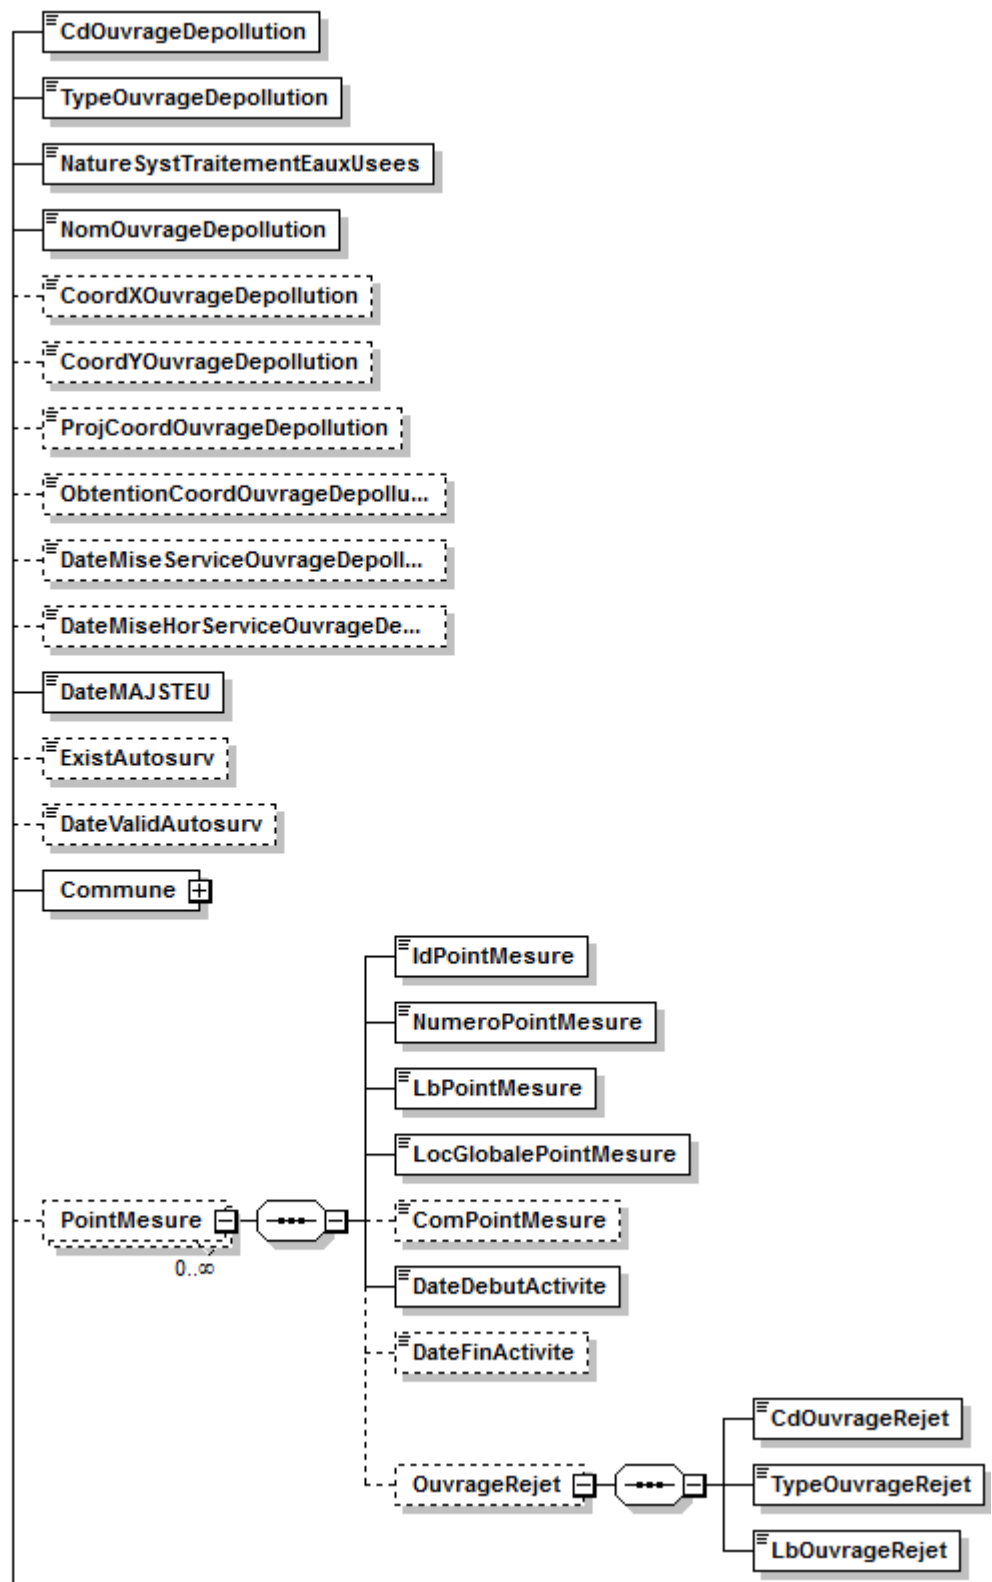 CdOuvrageDepollution
TypeOuvrageDepollution
NatureSystTraitementEauxUsees
NomOuvrageDepollution
CoordXOuvrageDepollution
CoordYOuvrageDepollution
ProjCoordOuvrageDepollution
ObtentionCoordOuvrageDepollu...
DateMiseServiceOuvrageDepoll...
DateMiseHorServiceOuvrageDe...
DateMAJSTEU
ExistAutosurv
DateValidAutosurv
Commune
IdPointMesure
NumeroPointMesure
LbPointMesure
LocGlobalePointMesure
PointMesure
0..∞
ComPointMesure
DateDebutActivite
DateFinActivite
OuvrageRejet
CdOuvrageRejet
TypeOuvrageRejet
LbOuvrageRejet